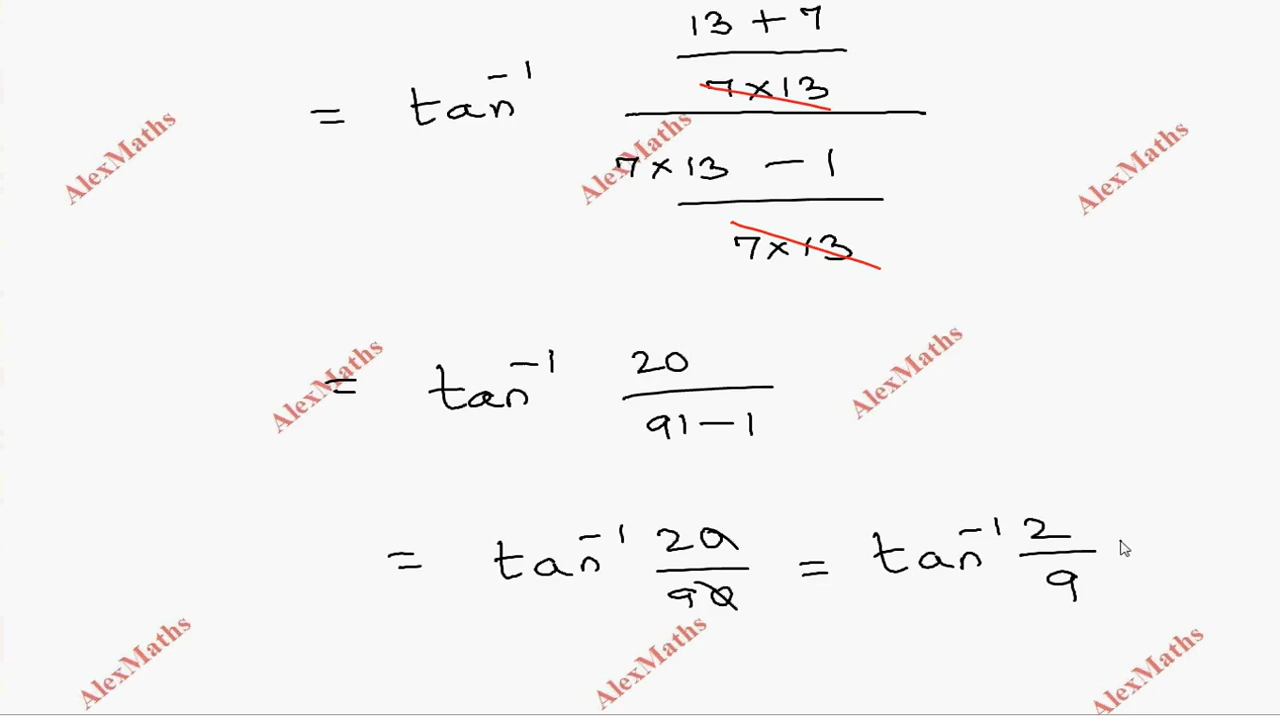 13 + 7
7 × 13
= tan⁻¹
7 × 13 − 1
7 × 13
AlexMaths AlexMaths AlexMaths
= tan⁻¹ 20
91 − 1
AlexMaths AlexMaths
= tan⁻¹ 20 = tan⁻¹ 2
90 9
AlexMaths AlexMaths AlexMaths